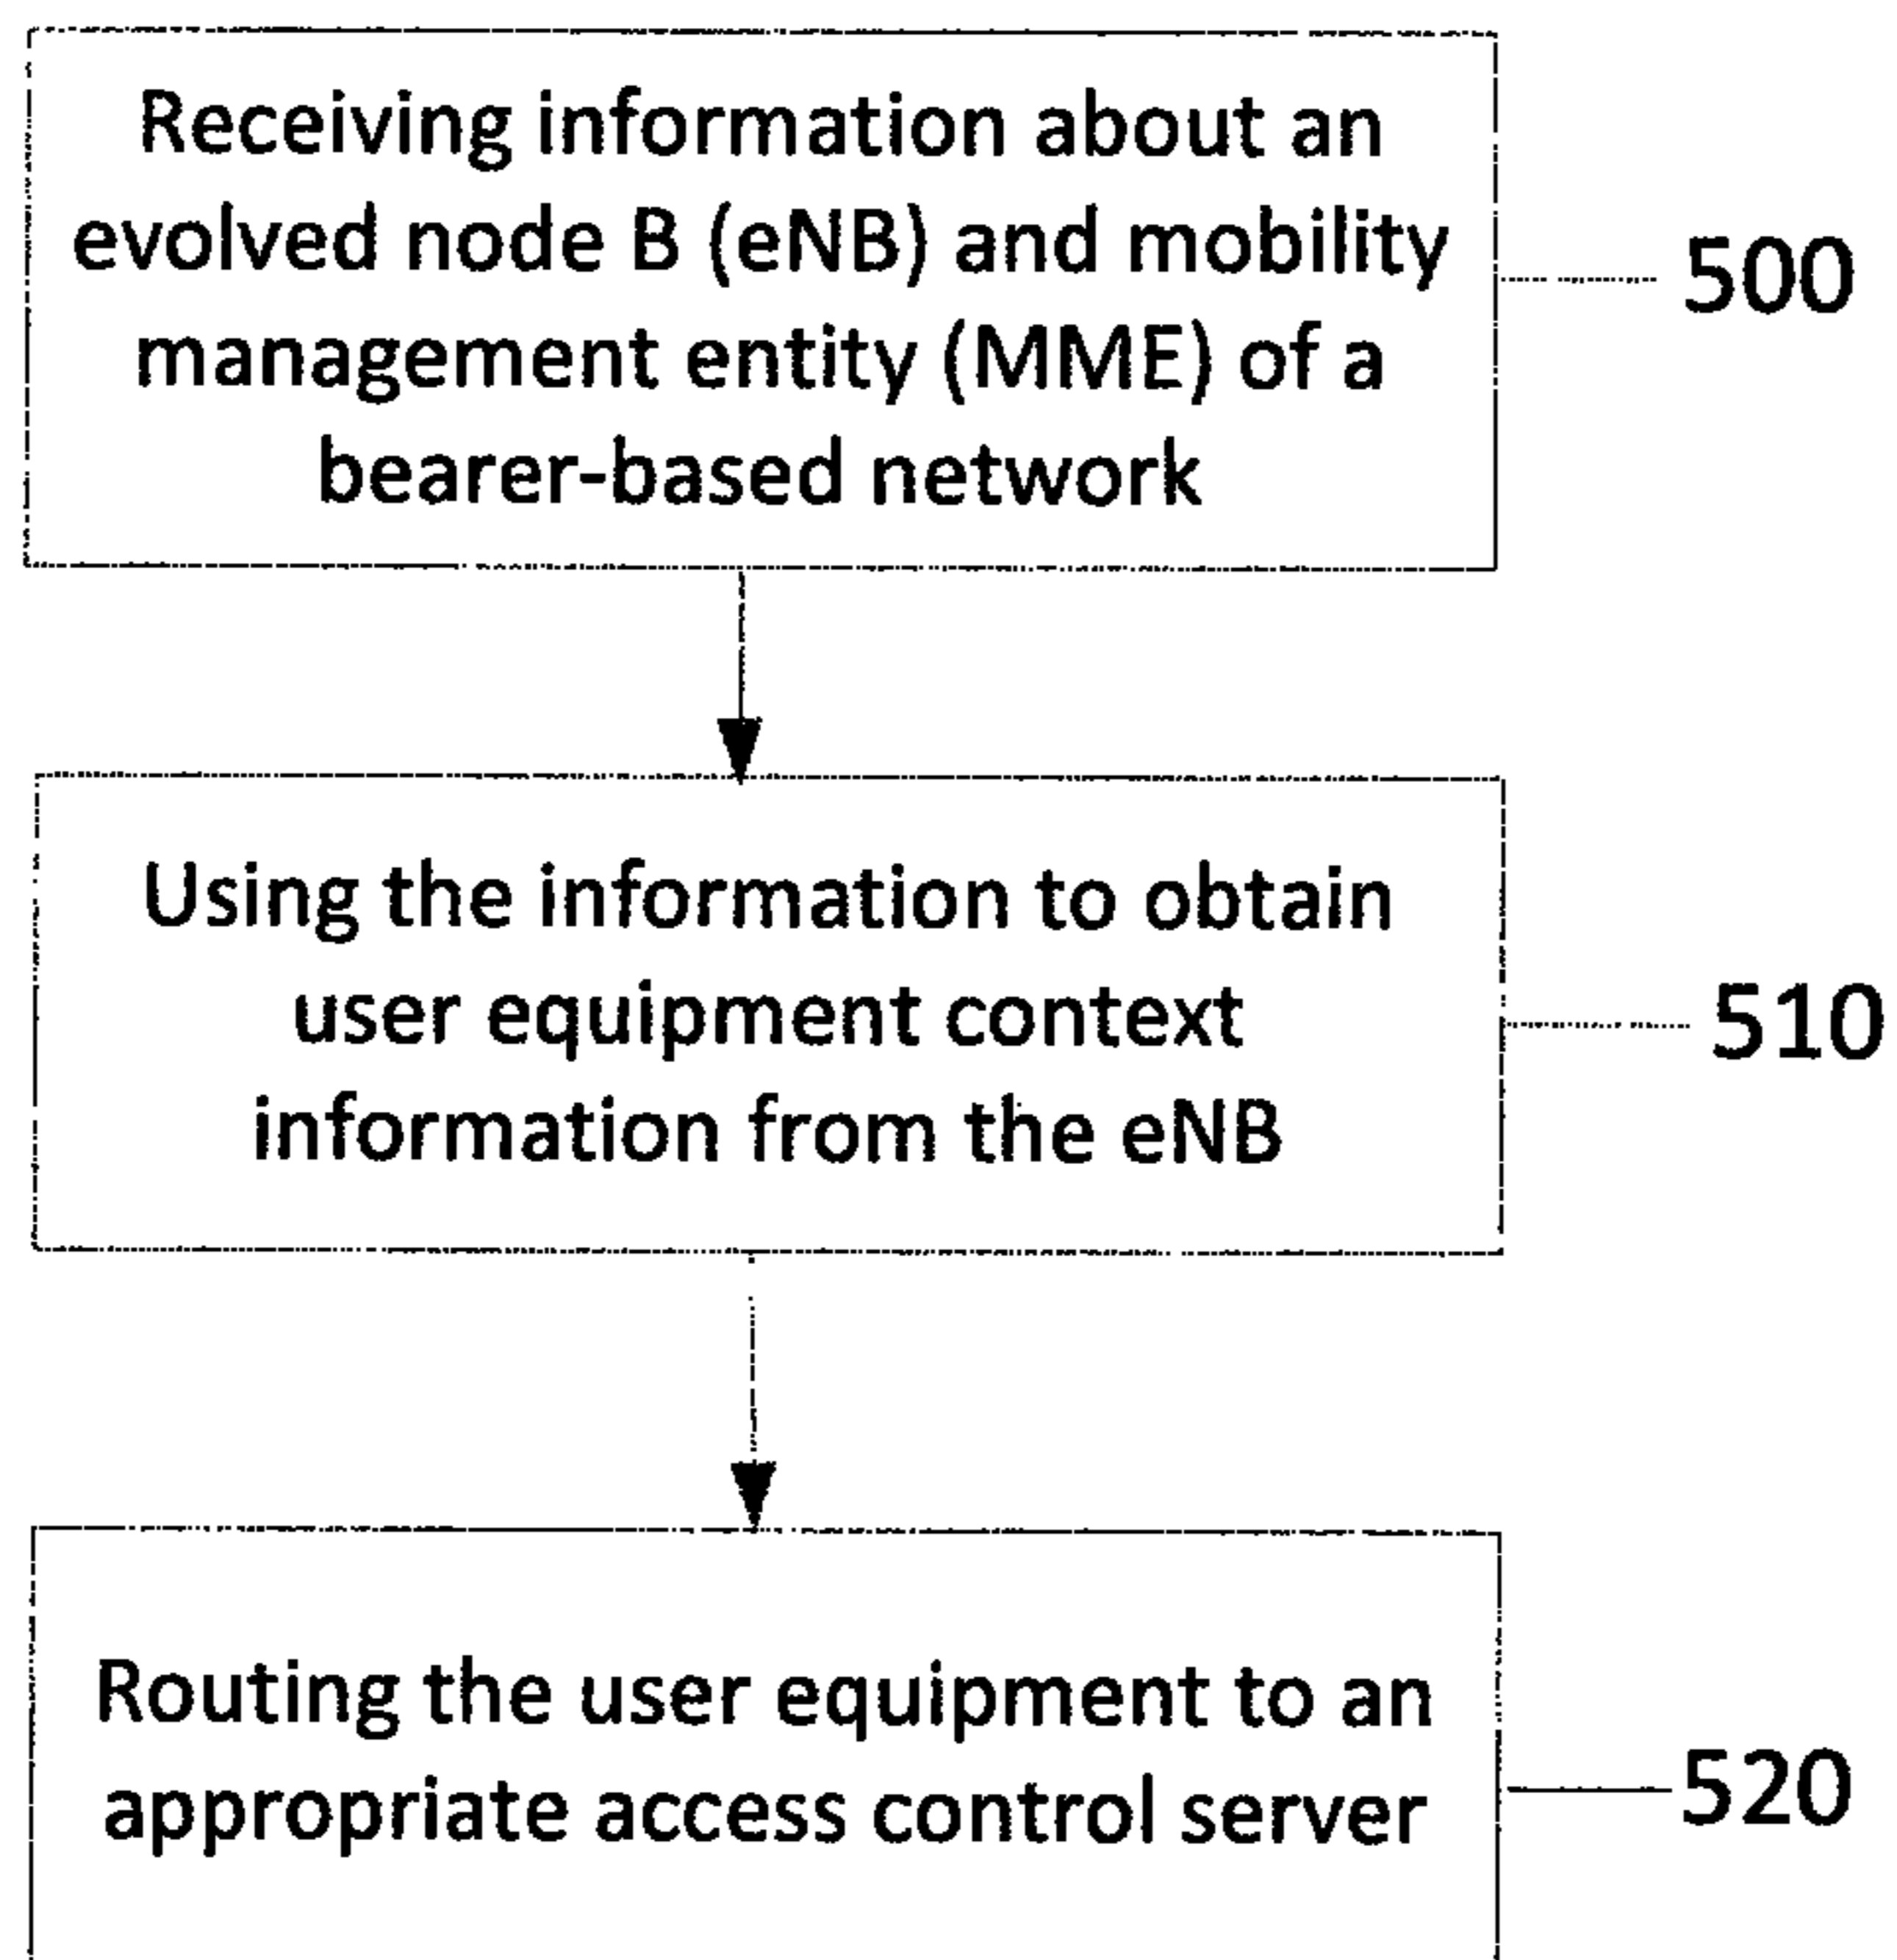 Receiving information about an
evolved node B (eNB) and mobility
management entity (MME) of a
bearer-based network
500
Using the information to obtain
user equipment context
information from the eNB
510
Routing the user equipment to an
appropriate access control server
520